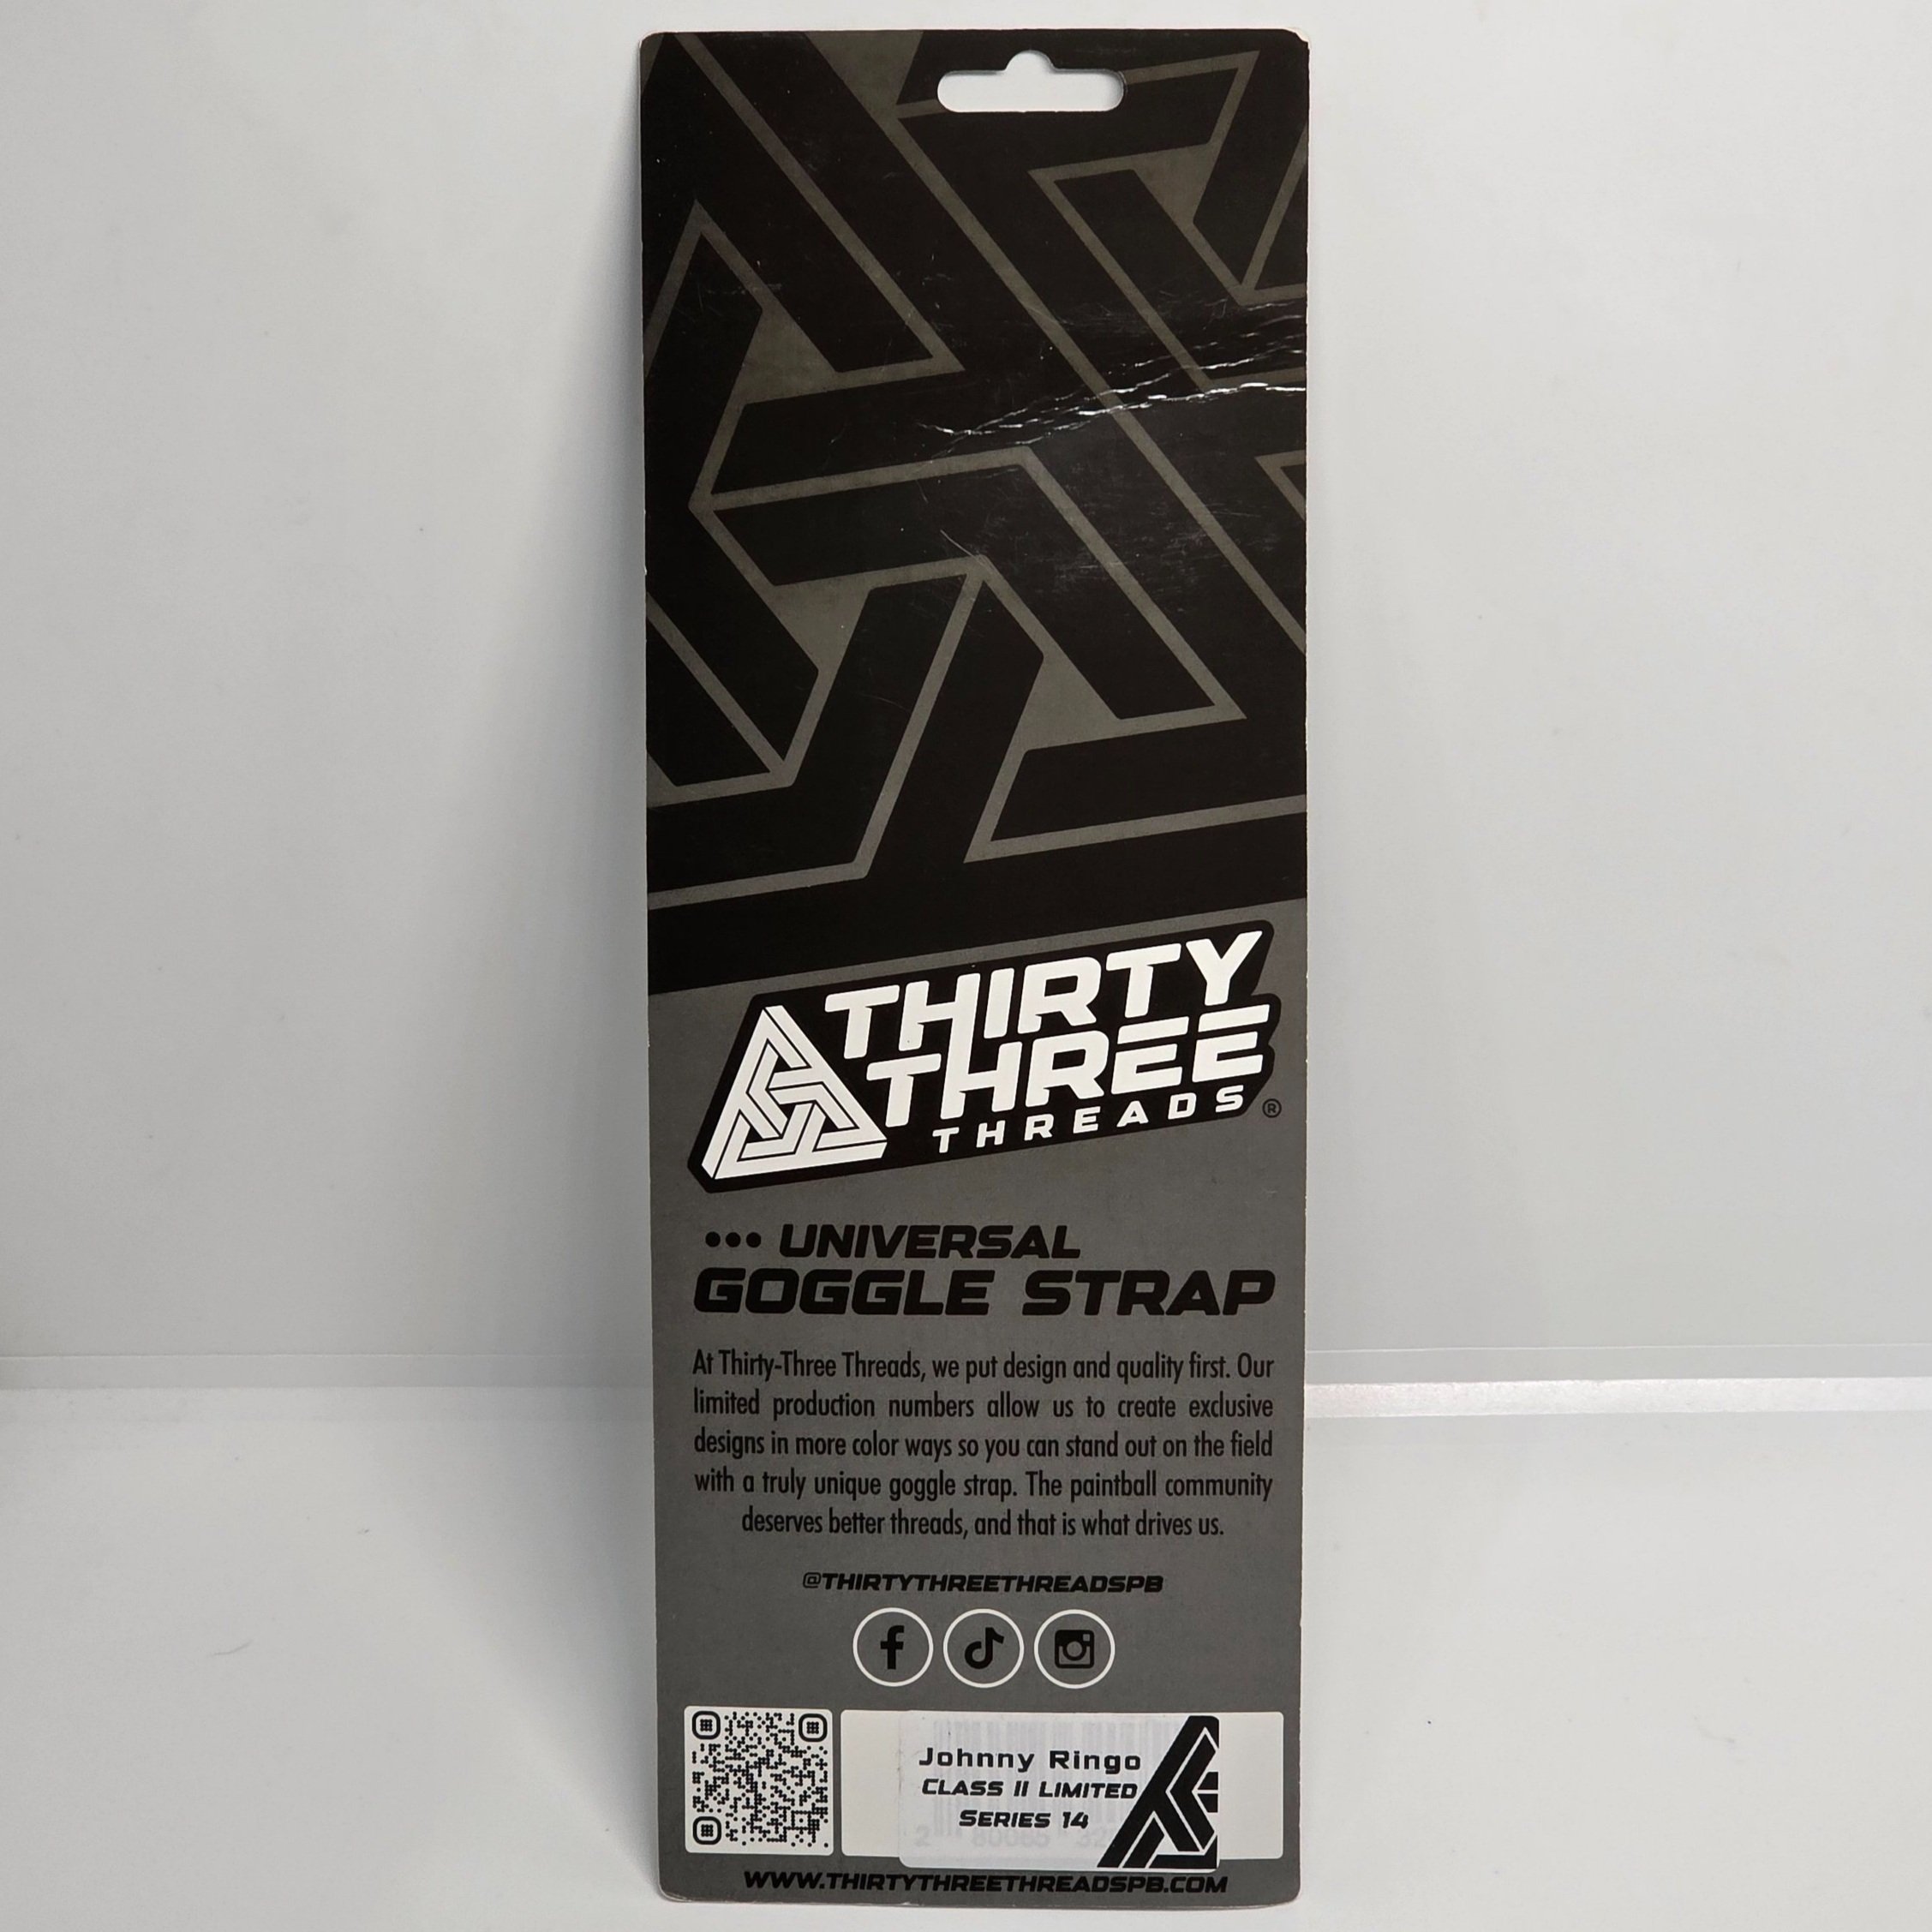 THIRTY
THREE
THREADS®
••• UNIVERSAL
GOGGLE STRAP
At Thirty-Three Threads, we put design and quality first. Our
limited production numbers allow us to create exclusive
designs in more color ways so you can stand out on the field
with a truly unique goggle strap. The paintball community
deserves better threads, and that is what drives us.
@THIRTYTHREETHREADSPB
Johnny Ringo
CLASS II LIMITED
SERIES 14
WWW.THIRTYTHREETHREADSPB.COM